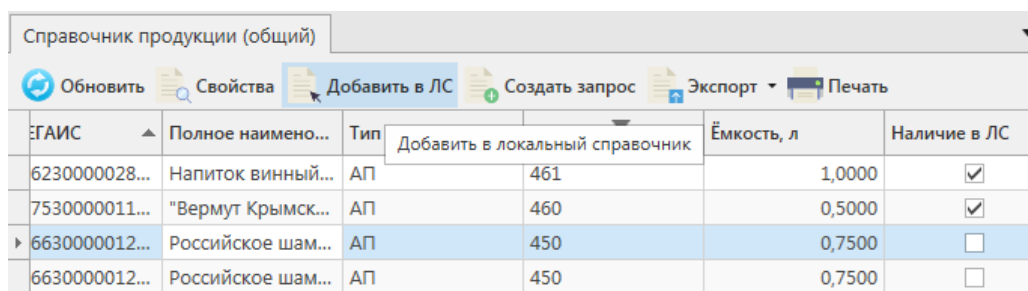 Справочник продукции (общий)
Обновить Свойства Добавить в ЛС Создать запрос Экспорт Печать
ЕГАИС Полное наимено... Тип Ёмкость, л Наличие в ЛС
Добавить в локальный справочник
6230000028... Напиток винный... АП 461 1,0000
7530000011... "Вермут Крымск... АП 460 0,5000
6630000012... Российское шам... АП 450 0,7500
6630000012... Российское шам... АП 450 0,7500